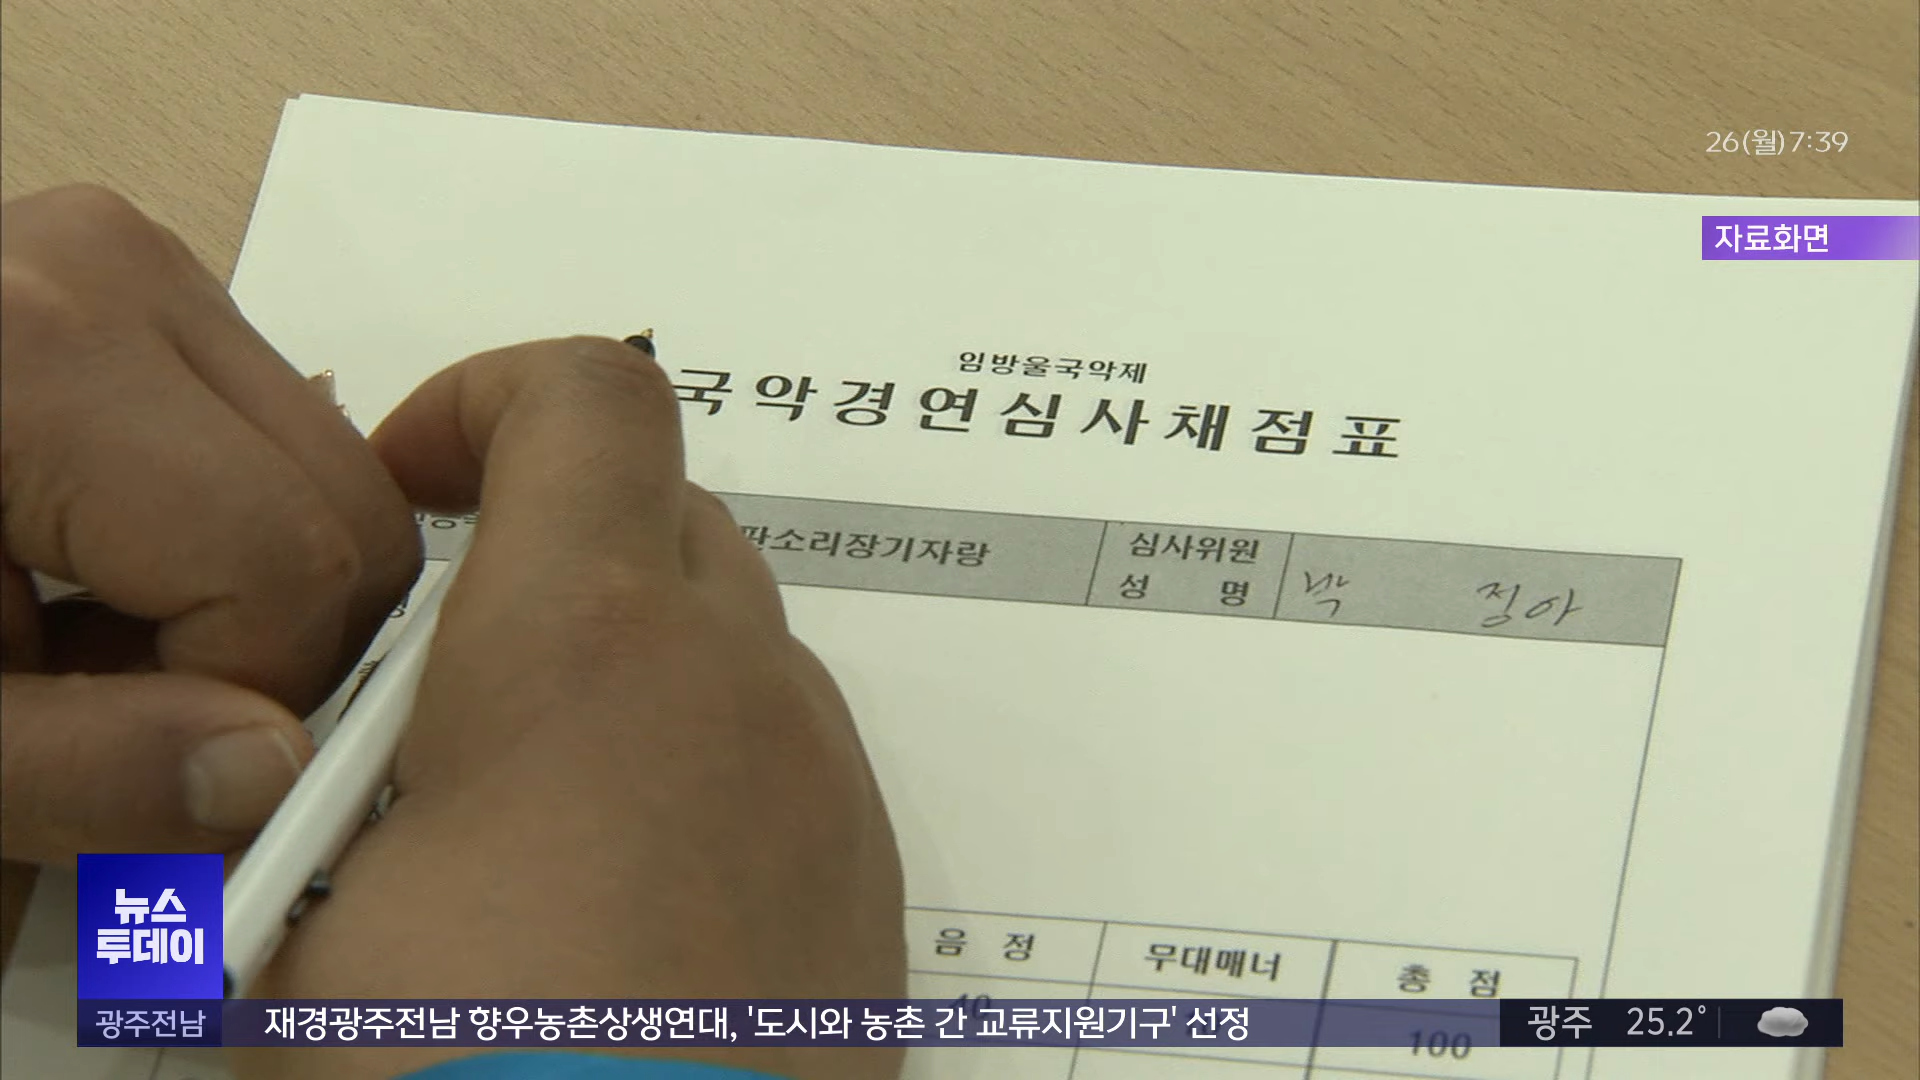 26(월) 7:39
자료화면
임방울국악제
국악경연심사채점표
판소리장기자랑
심사위원
성 명
박 정아
음 정
무대매너
총 점
40
100
뉴스
투데이
광주전남
재경광주전남 향우농촌상생연대, '도시와 농촌 간 교류지원기구' 선정
광주 25.2°